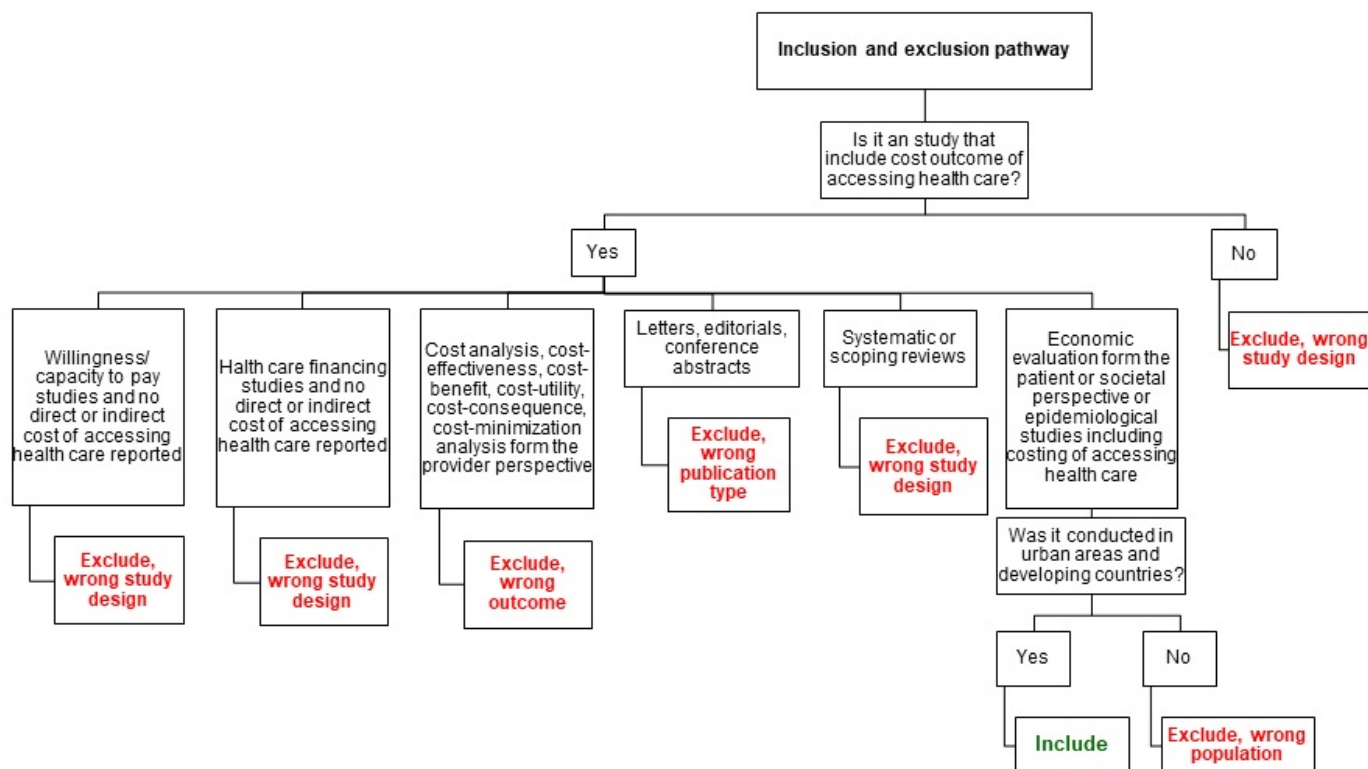 Inclusion and exclusion pathway
Is it an study that
include cost outcome of
accessing health care?
Yes
No
Willingness/
capacity to pay
studies and no
direct or indirect
cost of accessing
health care reported
Halth care financing
studies and no
direct or indirect
cost of accessing
health care reported
Cost analysis, cost-
effectiveness, cost-
benefit, cost-utility,
cost-consequence,
cost-minimization
analysis form the
provider perspective
Letters, editorials,
conference
abstracts
Systematic or
scoping reviews
Economic
evaluation form the
patient or societal
perspective or
epidemiological
studies including
costing of accessing
health care
Exclude, wrong
study design
Exclude,
wrong study
design
Exclude,
wrong study
design
Exclude,
wrong
outcome
Exclude,
wrong
publication
type
Exclude,
wrong study
design
Was it conducted in
urban areas and
developing countries?
Yes
No
Include
Exclude, wrong
population